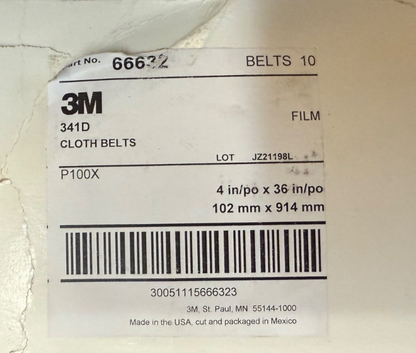 Part No. 66632 BELTS 10
3M
FILM
341D
CLOTH BELTS
LOT JZ21198L
P100X
4 in/po x 36 in/po
102 mm x 914 mm
30051115666323
3M, St. Paul, MN 55144-1000
Made in the USA, cut and packaged in Mexico